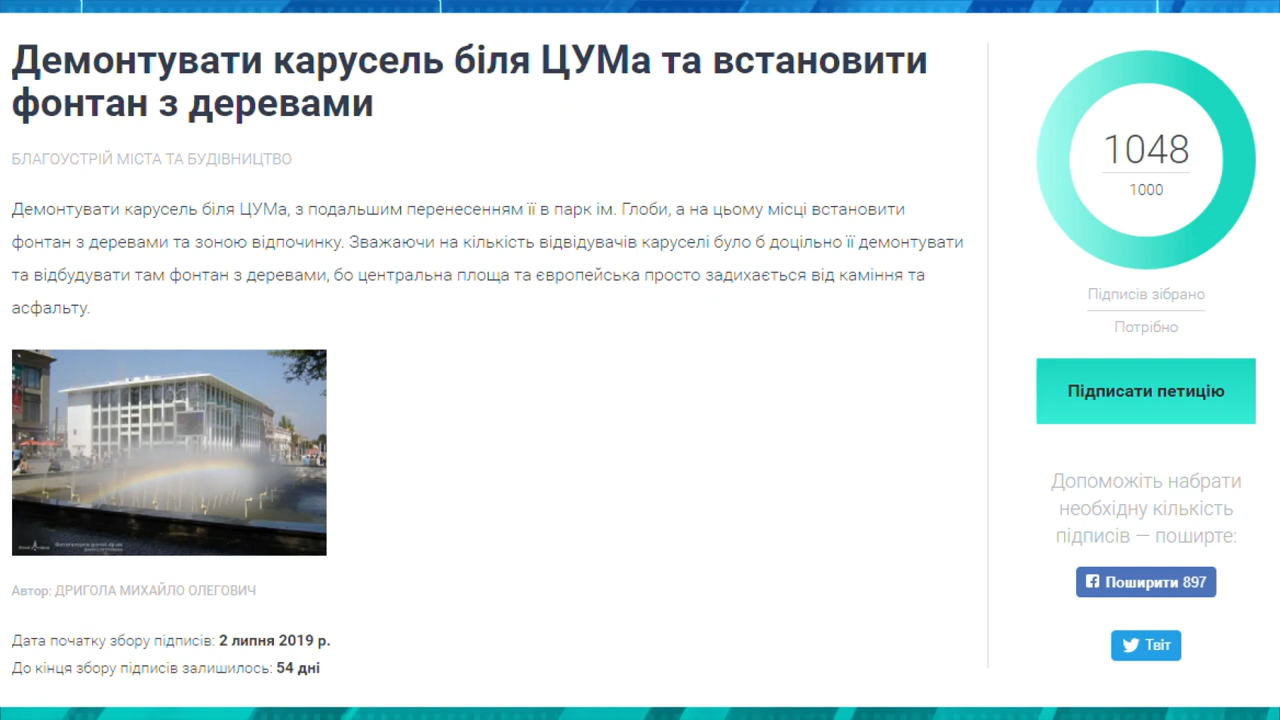 Демонтувати карусель біля ЦУМа та встановити
фонтан з деревами
БЛАГОУСТРІЙ МІСТА ТА БУДІВНИЦТВО
Демонтувати карусель біля ЦУМа, з подальшим перенесенням її в парк ім. Глоби, а на цьому місці встановити
фонтан з деревами та зоною відпочинку. Зважаючи на кількість відвідувачів каруселі було б доцільно її демонтувати
та відбудувати там фонтан з деревами, бо центральна площа та європейська просто задихається від каміння та
асфальту.
Автор: ДРИГОЛА МИХАЙЛО ОЛЕГОВИЧ
Дата початку збору підписів: 2 липня 2019 р.
До кінця збору підписів залишилось: 54 дні
1048
1000
Підписів зібрано
Потрібно
Підписати петицію
Допоможіть набрати
необхідну кількість
підписів — поширте:
Поширити 897
Твіт